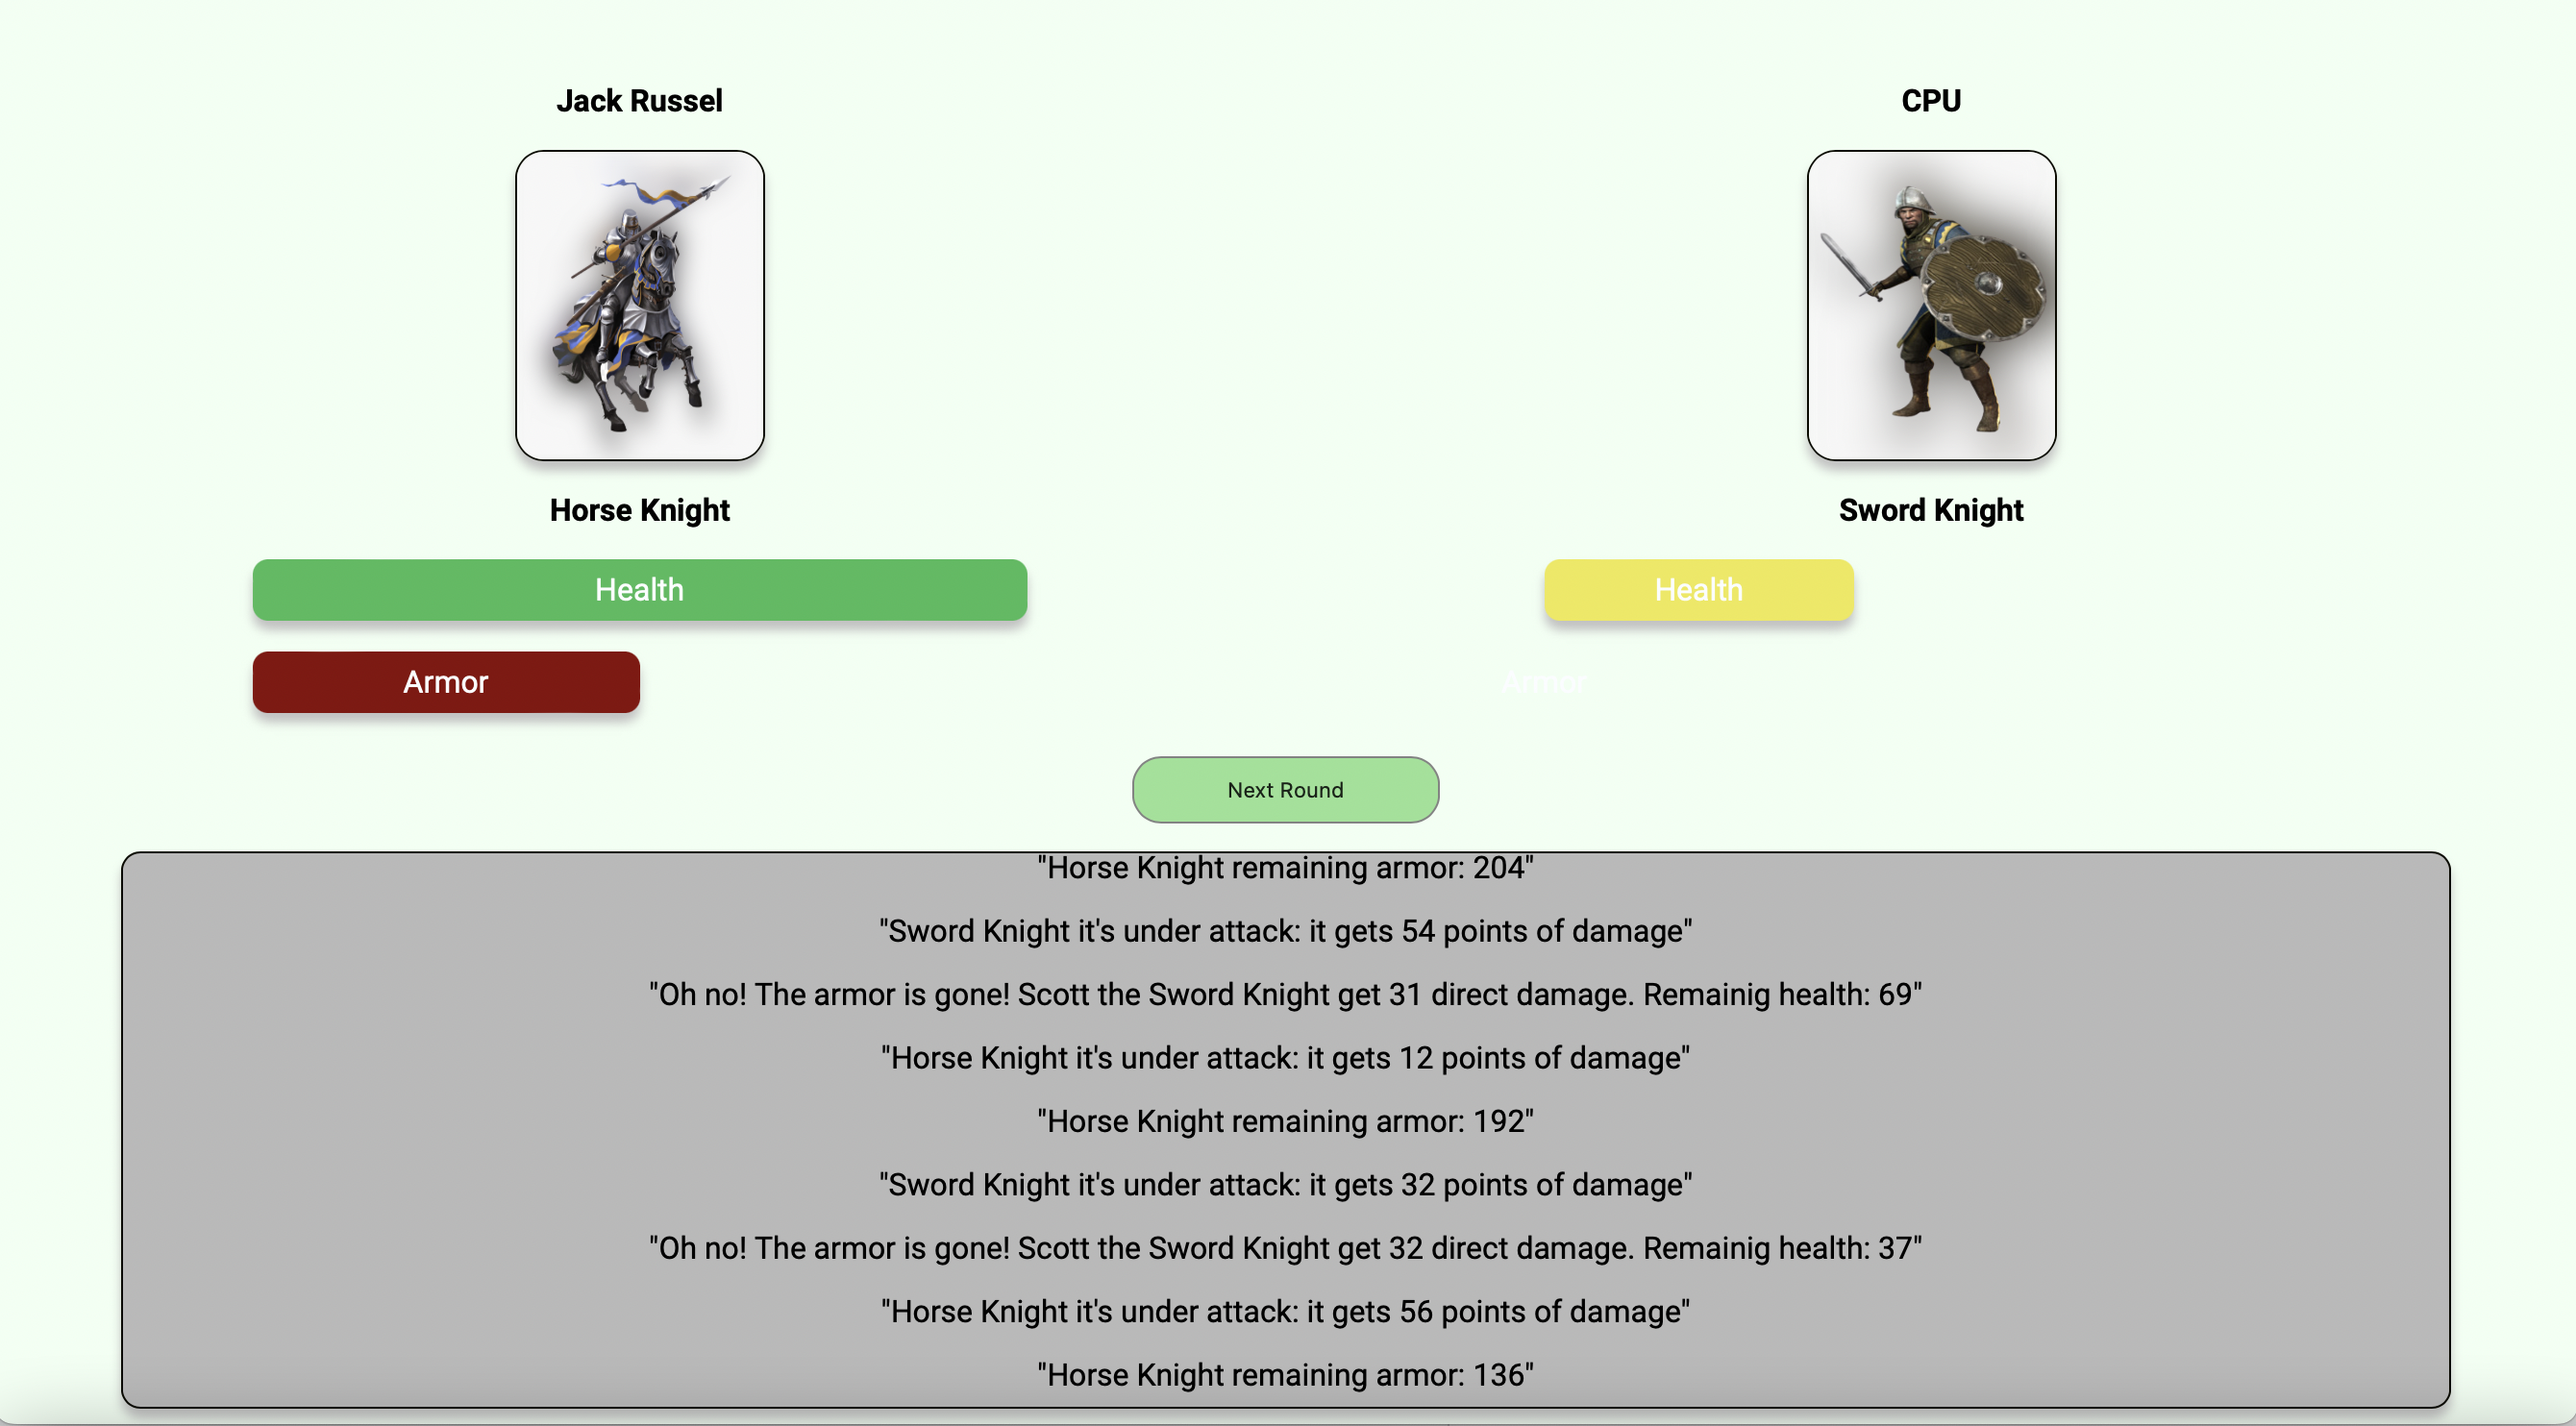 Jack Russel
CPU
Horse Knight
Sword Knight
Health
Health
Armor
Armor
Next Round
"Horse Knight remaining armor: 204"
"Sword Knight it's under attack: it gets 54 points of damage"
"Oh no! The armor is gone! Scott the Sword Knight get 31 direct damage. Remainig health: 69"
"Horse Knight it's under attack: it gets 12 points of damage"
"Horse Knight remaining armor: 192"
"Sword Knight it's under attack: it gets 32 points of damage"
"Oh no! The armor is gone! Scott the Sword Knight get 32 direct damage. Remainig health: 37"
"Horse Knight it's under attack: it gets 56 points of damage"
"Horse Knight remaining armor: 136"